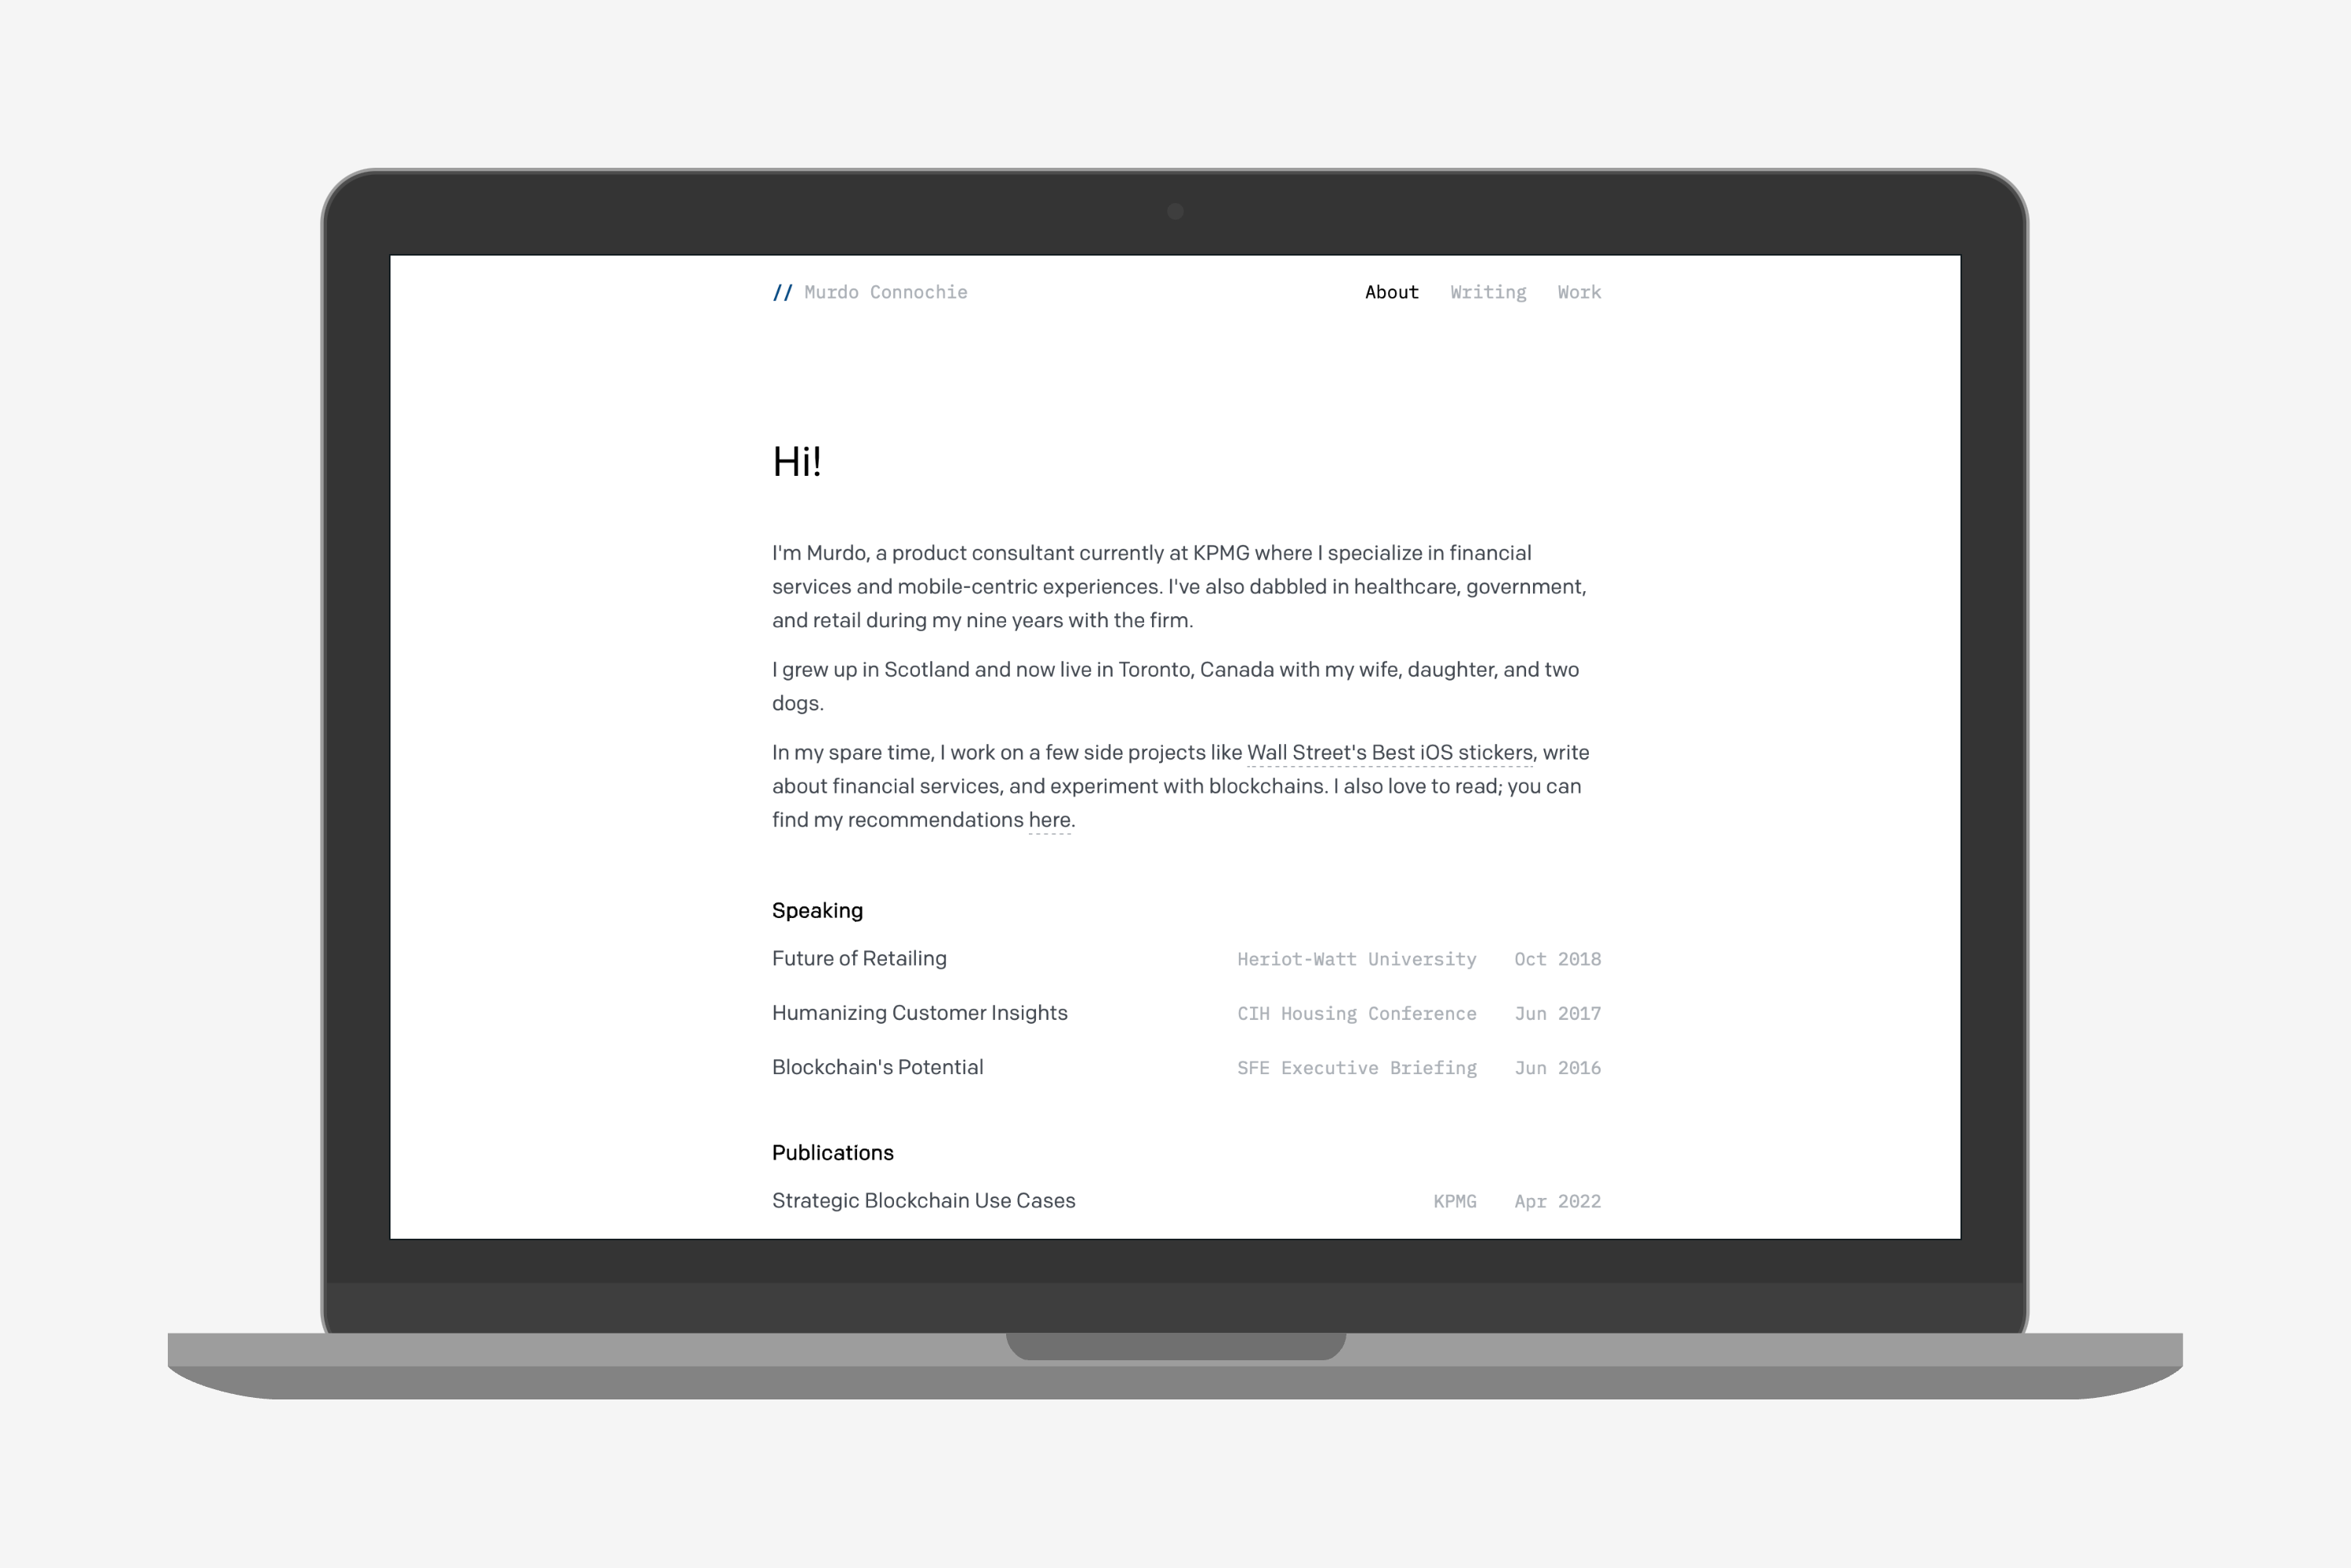 // Murdo Connochie About Writing Work
Hi!
I'm Murdo, a product consultant currently at KPMG where I specialize in financial
services and mobile-centric experiences. I've also dabbled in healthcare, government,
and retail during my nine years with the firm.
I grew up in Scotland and now live in Toronto, Canada with my wife, daughter, and two
dogs.
In my spare time, I work on a few side projects like Wall Street's Best iOS stickers, write
about financial services, and experiment with blockchains. I also love to read; you can
find my recommendations here.
Speaking
Future of Retailing Heriot-Watt University Oct 2018
Humanizing Customer Insights CIH Housing Conference Jun 2017
Blockchain's Potential SFE Executive Briefing Jun 2016
Publications
Strategic Blockchain Use Cases KPMG Apr 2022